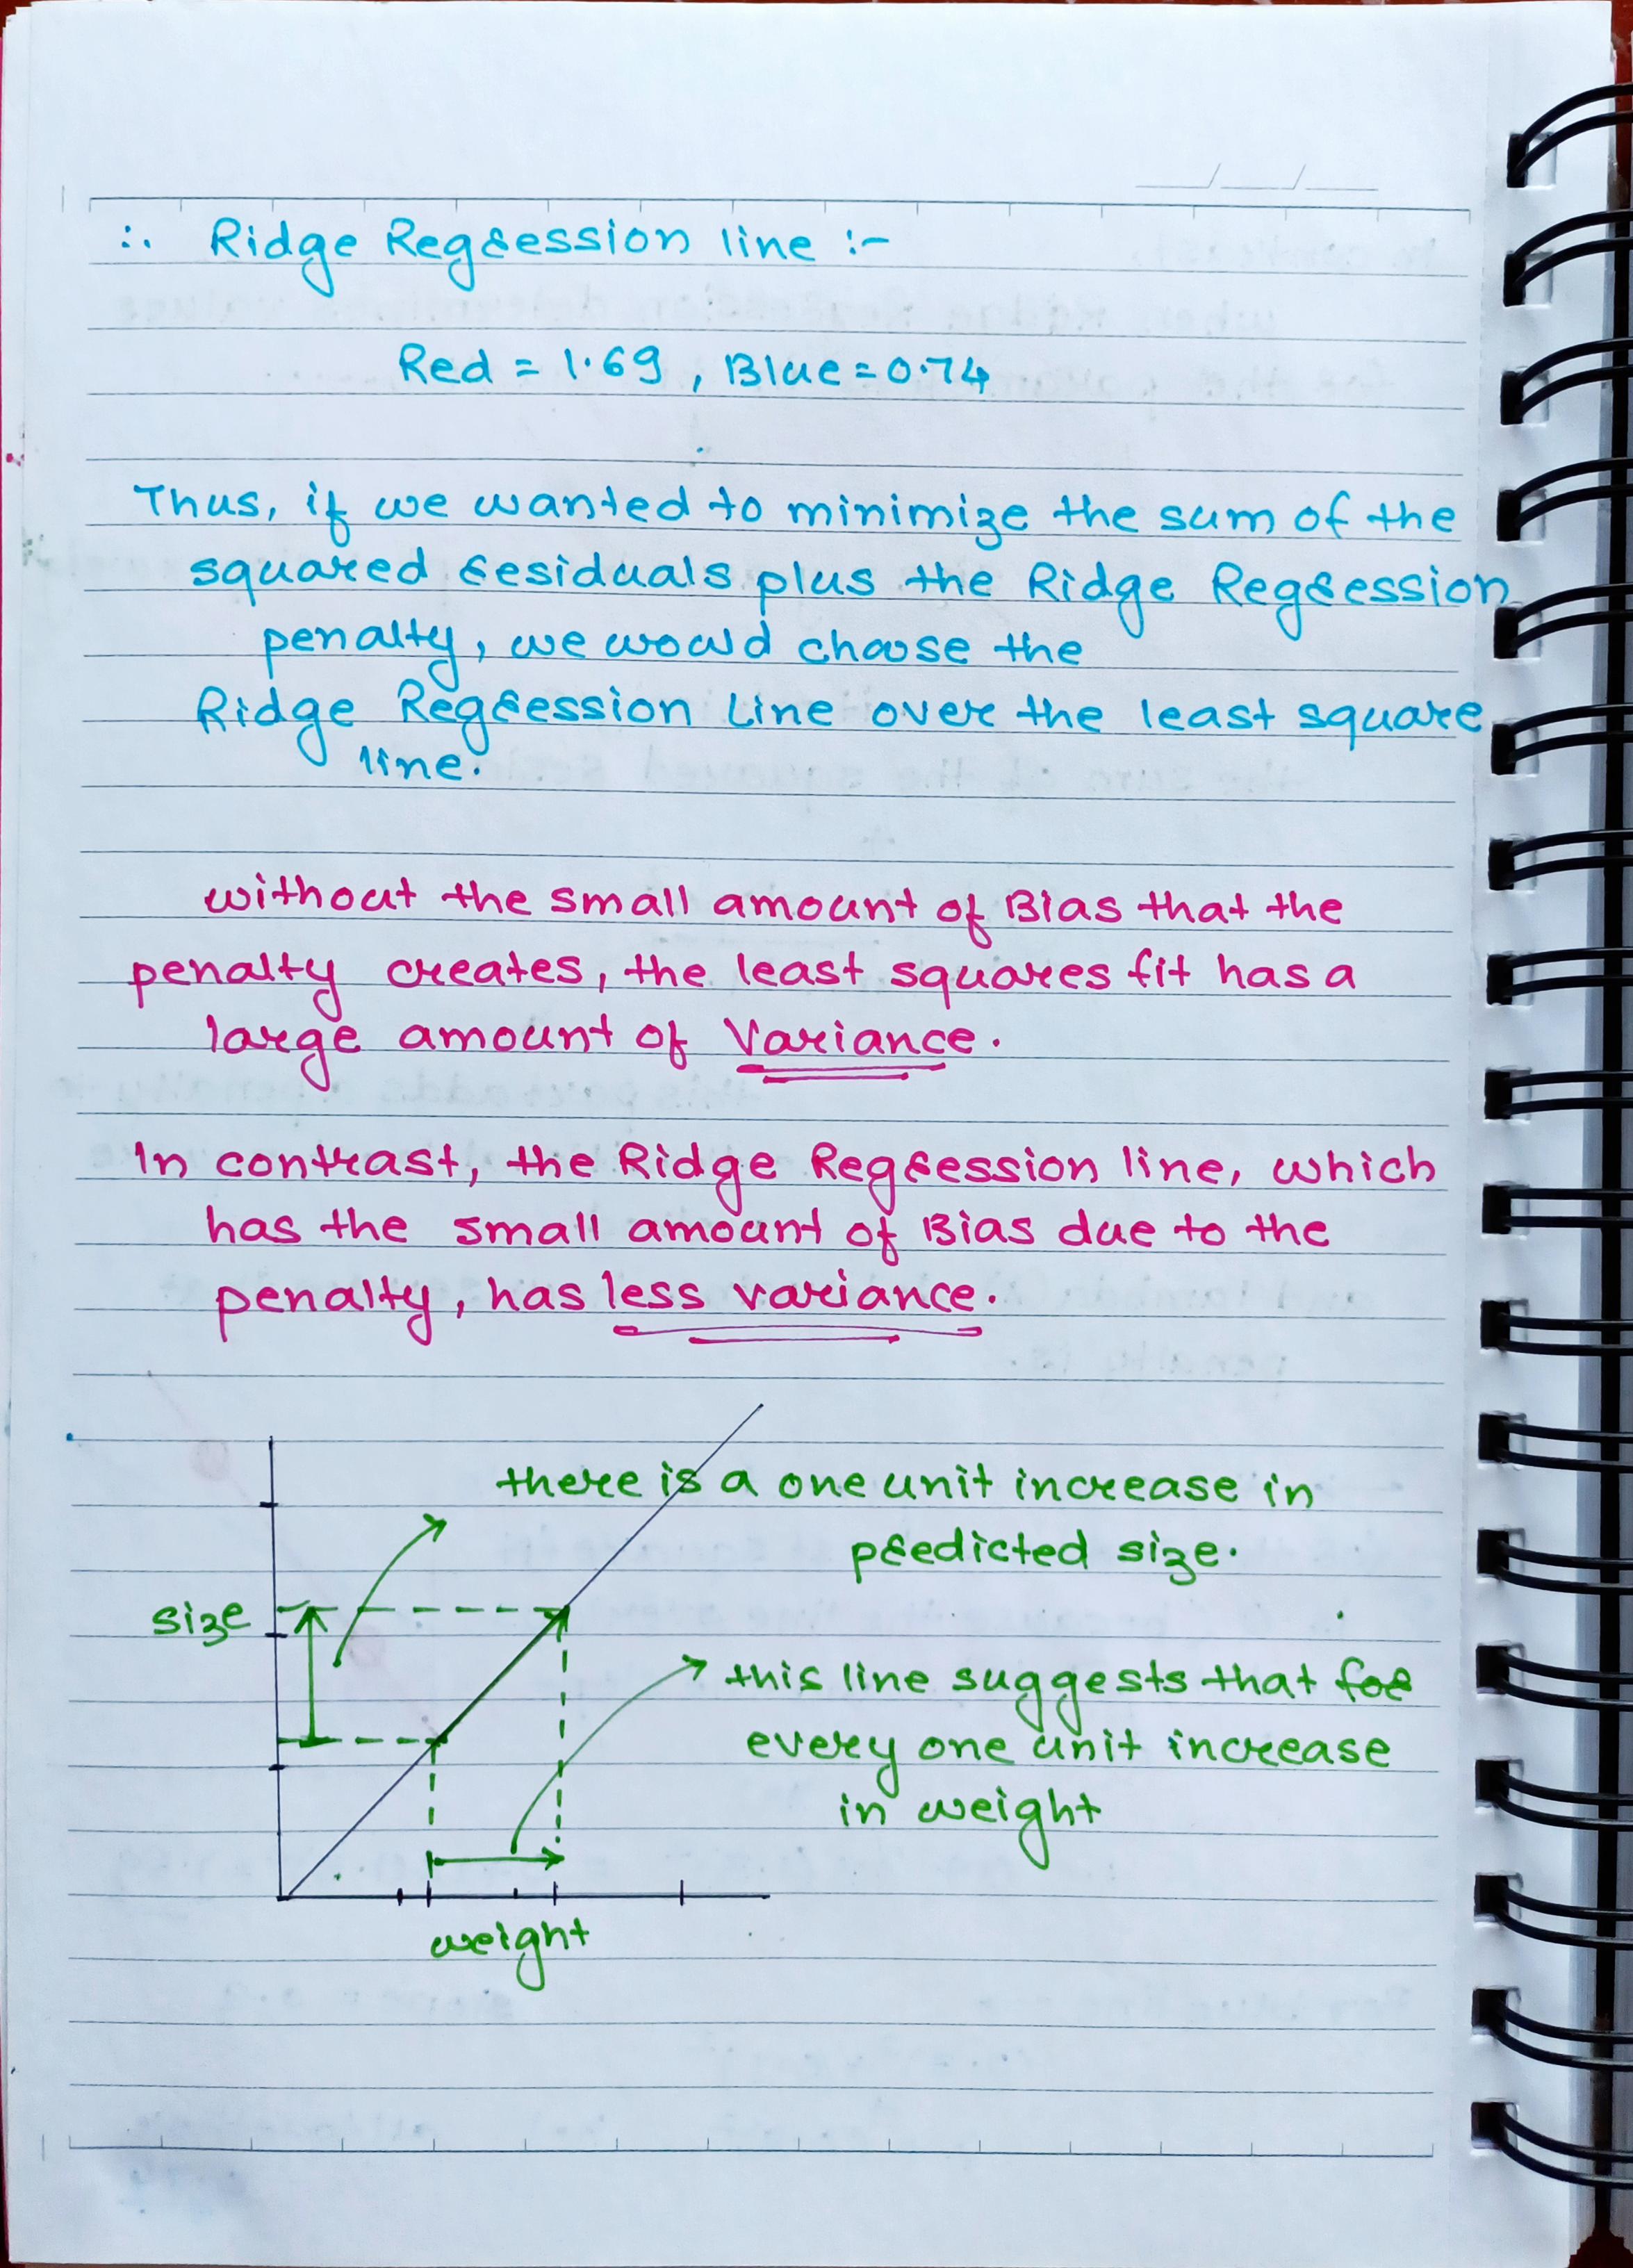 ∴ Ridge Regression line :-
Red = 1.69 , Blue = 0.74
Thus, if we wanted to minimize the sum of the
squared residuals plus the Ridge Regression
penalty, we would choose the
Ridge Regression Line over the least square
line.
without the small amount of Bias that the
penalty creates, the least squares fit has a
large amount of Variance.
In contrast, the Ridge Regression line, which
has the small amount of Bias due to the
penalty, has less variance.
there is a one unit increase in
predicted size.
size
this line suggests that for
every one unit increase
in weight
weight